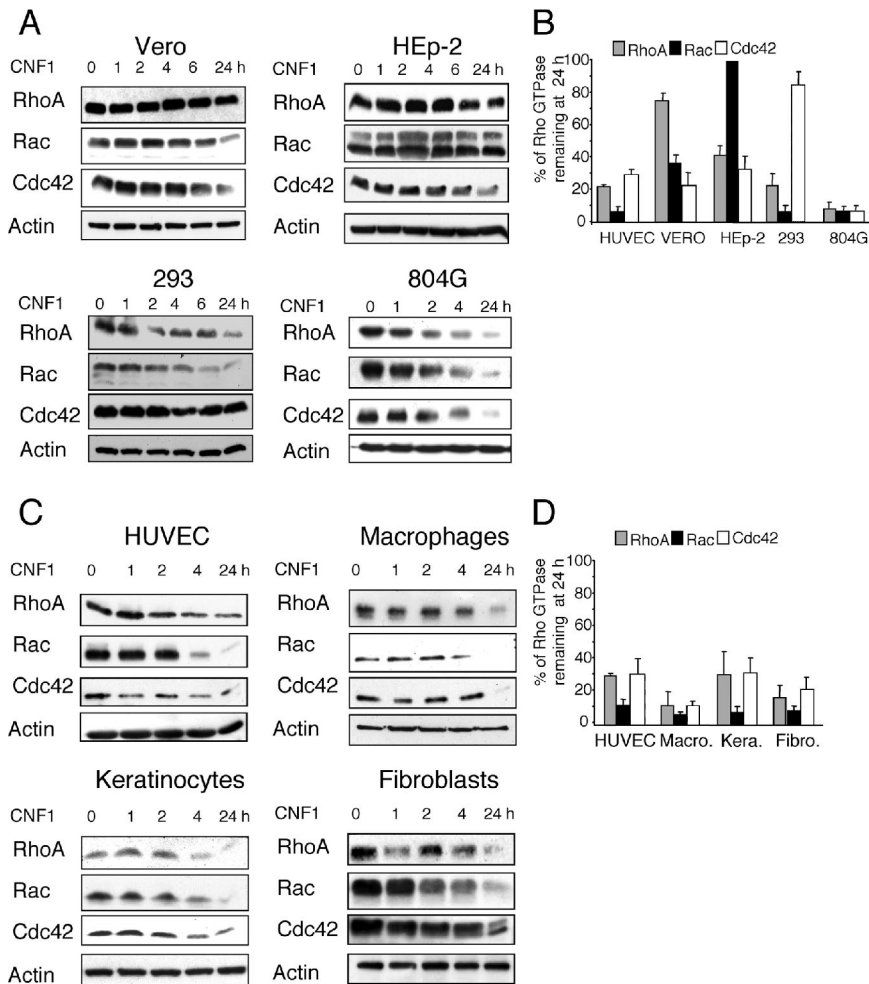 A
Vero
CNF1 0 1 2 4 6 24 h
RhoA
Rac
Cdc42
Actin
HEp-2
CNF1 0 1 2 4 6 24 h
RhoA
Rac
Cdc42
Actin
293
CNF1 0 1 2 4 6 24 h
RhoA
Rac
Cdc42
Actin
804G
CNF1 0 1 2 4 24 h
RhoA
Rac
Cdc42
Actin
B
RhoA Rac Cdc42
% of Rho GTPase
remaining at 24 h
100
80
60
40
20
0
HUVEC VERO HEp-2 293 804G
C
HUVEC
CNF1 0 1 2 4 24 h
RhoA
Rac
Cdc42
Actin
Macrophages
CNF1 0 1 2 4 24 h
RhoA
Rac
Cdc42
Actin
Keratinocytes
CNF1 0 1 2 4 24 h
RhoA
Rac
Cdc42
Actin
Fibroblasts
CNF1 0 1 2 4 24 h
RhoA
Rac
Cdc42
Actin
D
RhoA Rac Cdc42
% of Rho GTPase
remaining at 24 h
100
80
60
40
20
0
HUVEC Macro. Kera. Fibro.